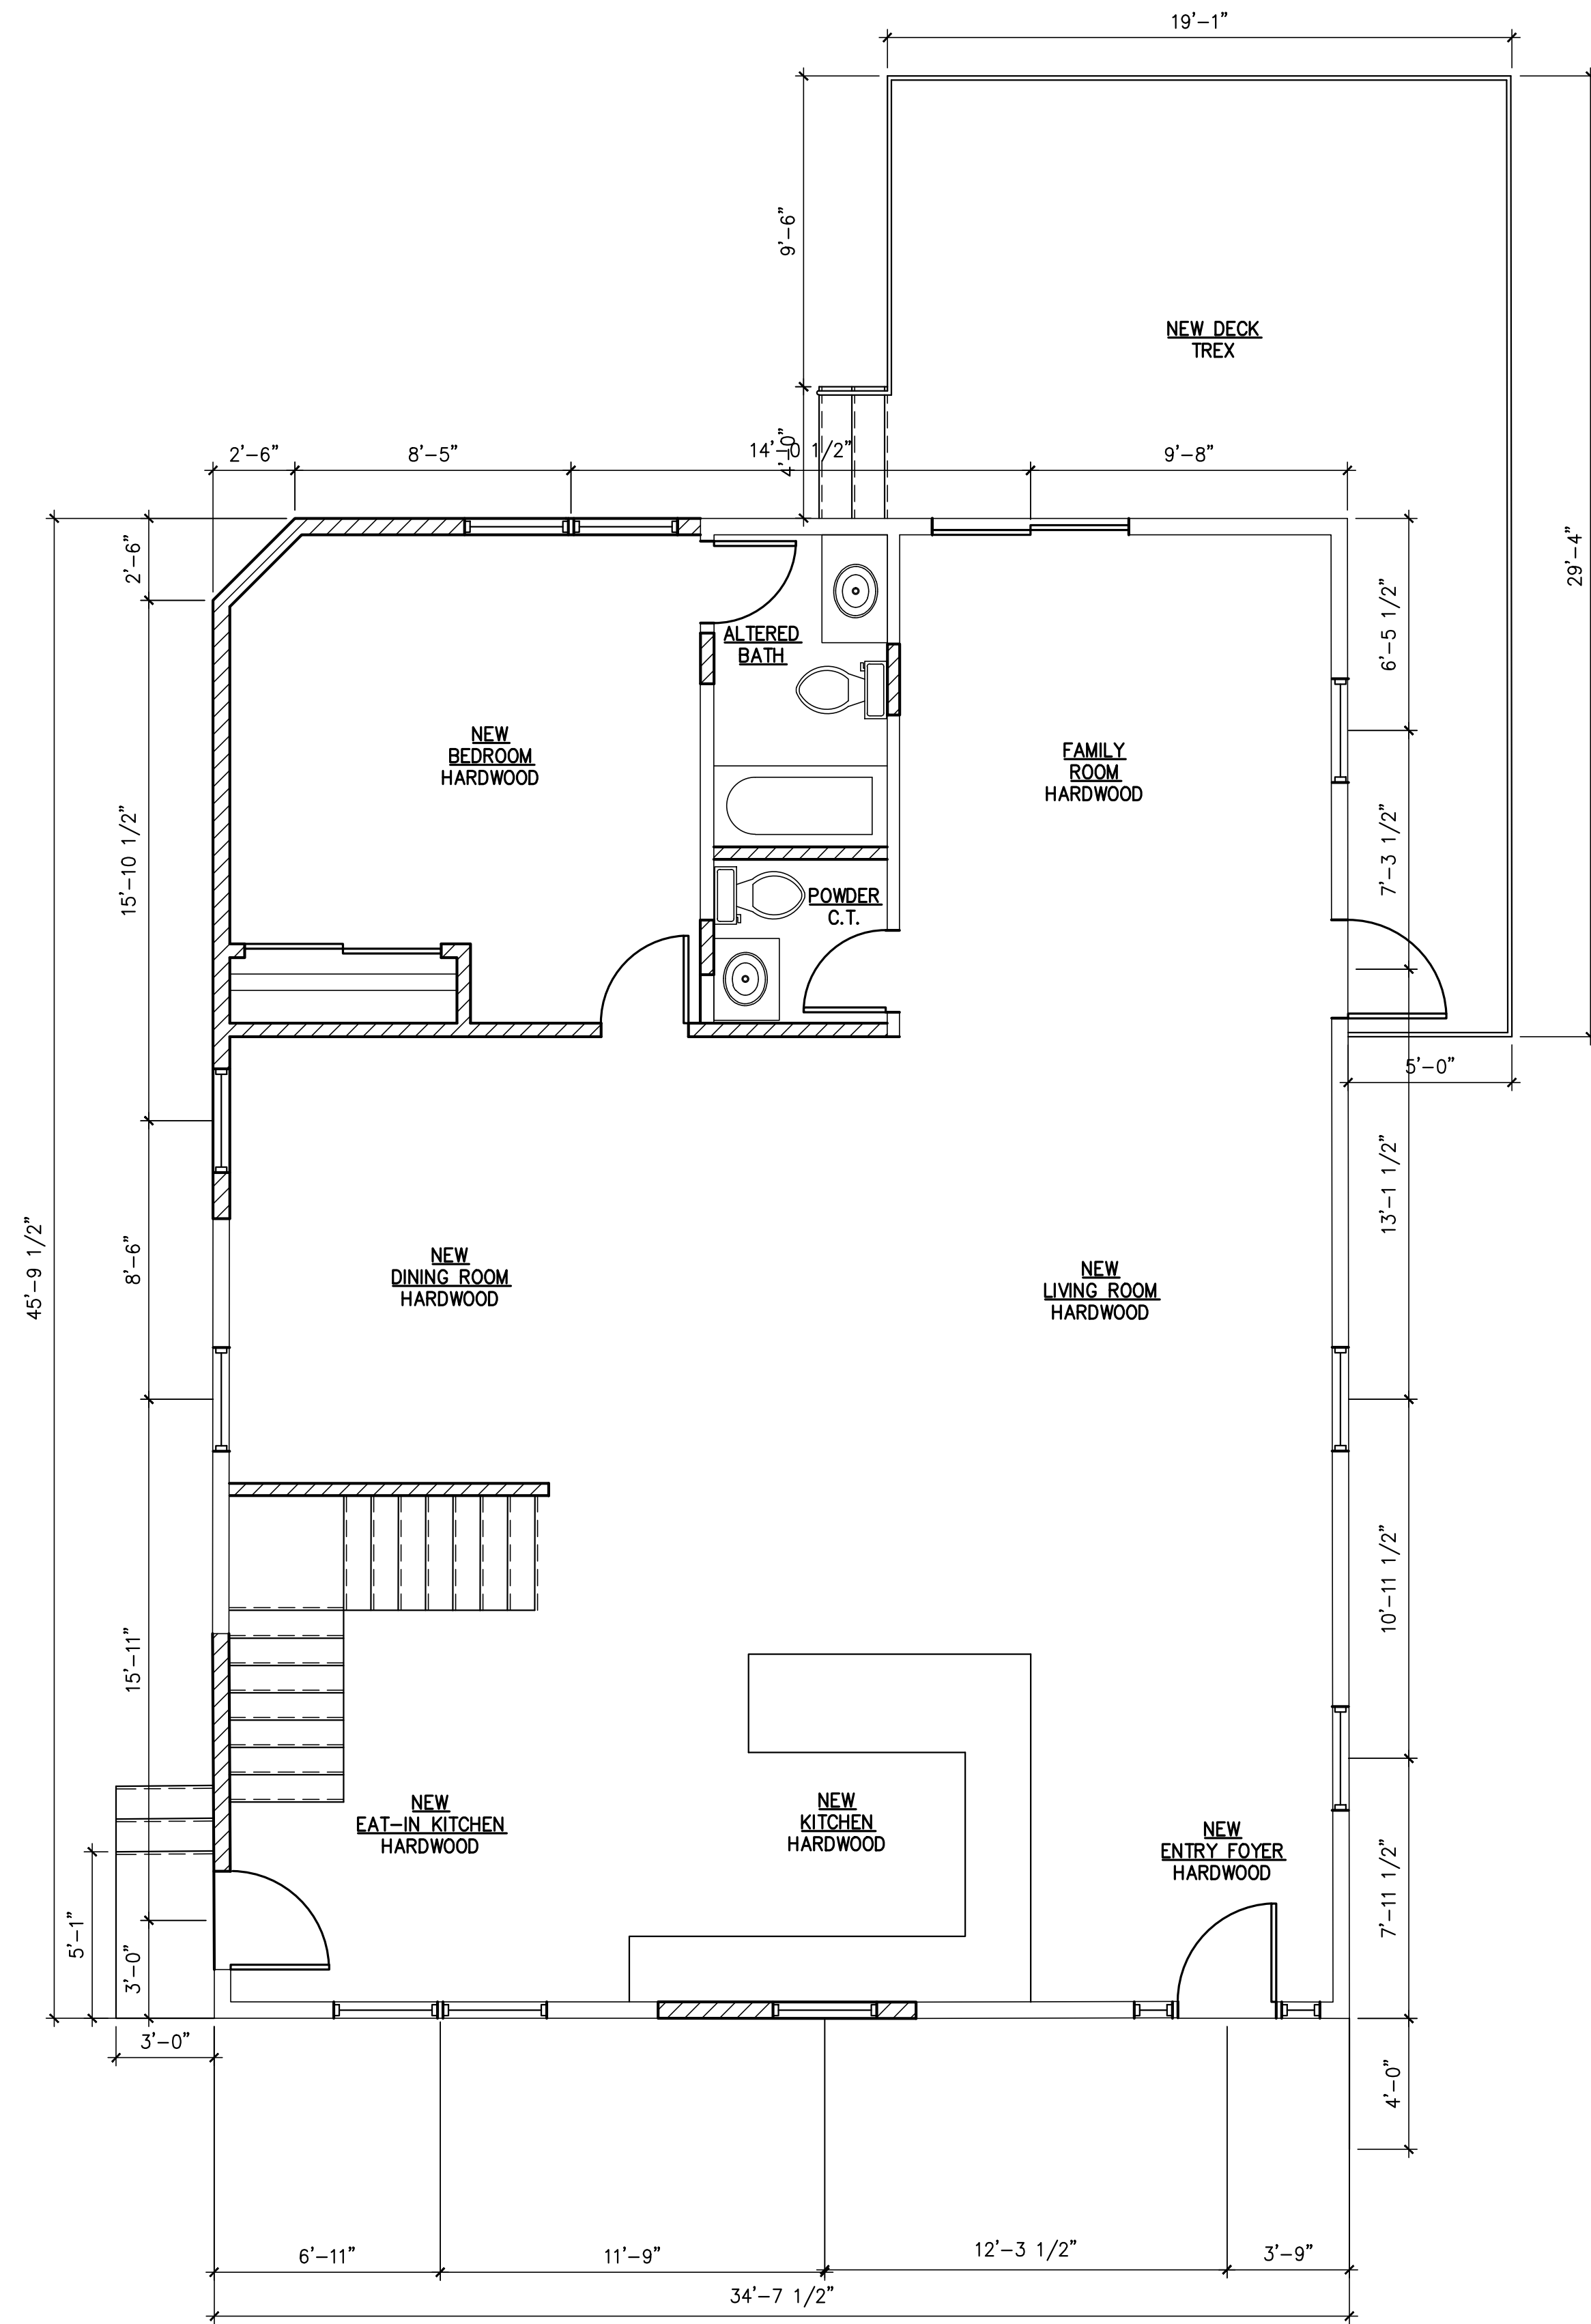 19'-1"
9'-6"
29'-4"
NEW DECK
TREX
4'-0"
2'-6"
8'-5"
14'-0 1/2"
9'-8"
2'-6"
6'-5 1/2"
ALTERED
BATH
NEW
BEDROOM
HARDWOOD
FAMILY
ROOM
HARDWOOD
15'-10 1/2"
7'-3 1/2"
POWDER
C.T.
5'-0"
13'-1 1/2"
45'-9 1/2"
8'-6"
NEW
DINING ROOM
HARDWOOD
NEW
LIVING ROOM
HARDWOOD
10'-11 1/2"
15'-11"
NEW
EAT-IN KITCHEN
HARDWOOD
NEW
KITCHEN
HARDWOOD
NEW
ENTRY FOYER
HARDWOOD
7'-11 1/2"
5'-1"
3'-0"
3'-0"
4'-0"
6'-11"
11'-9"
12'-3 1/2"
3'-9"
34'-7 1/2"